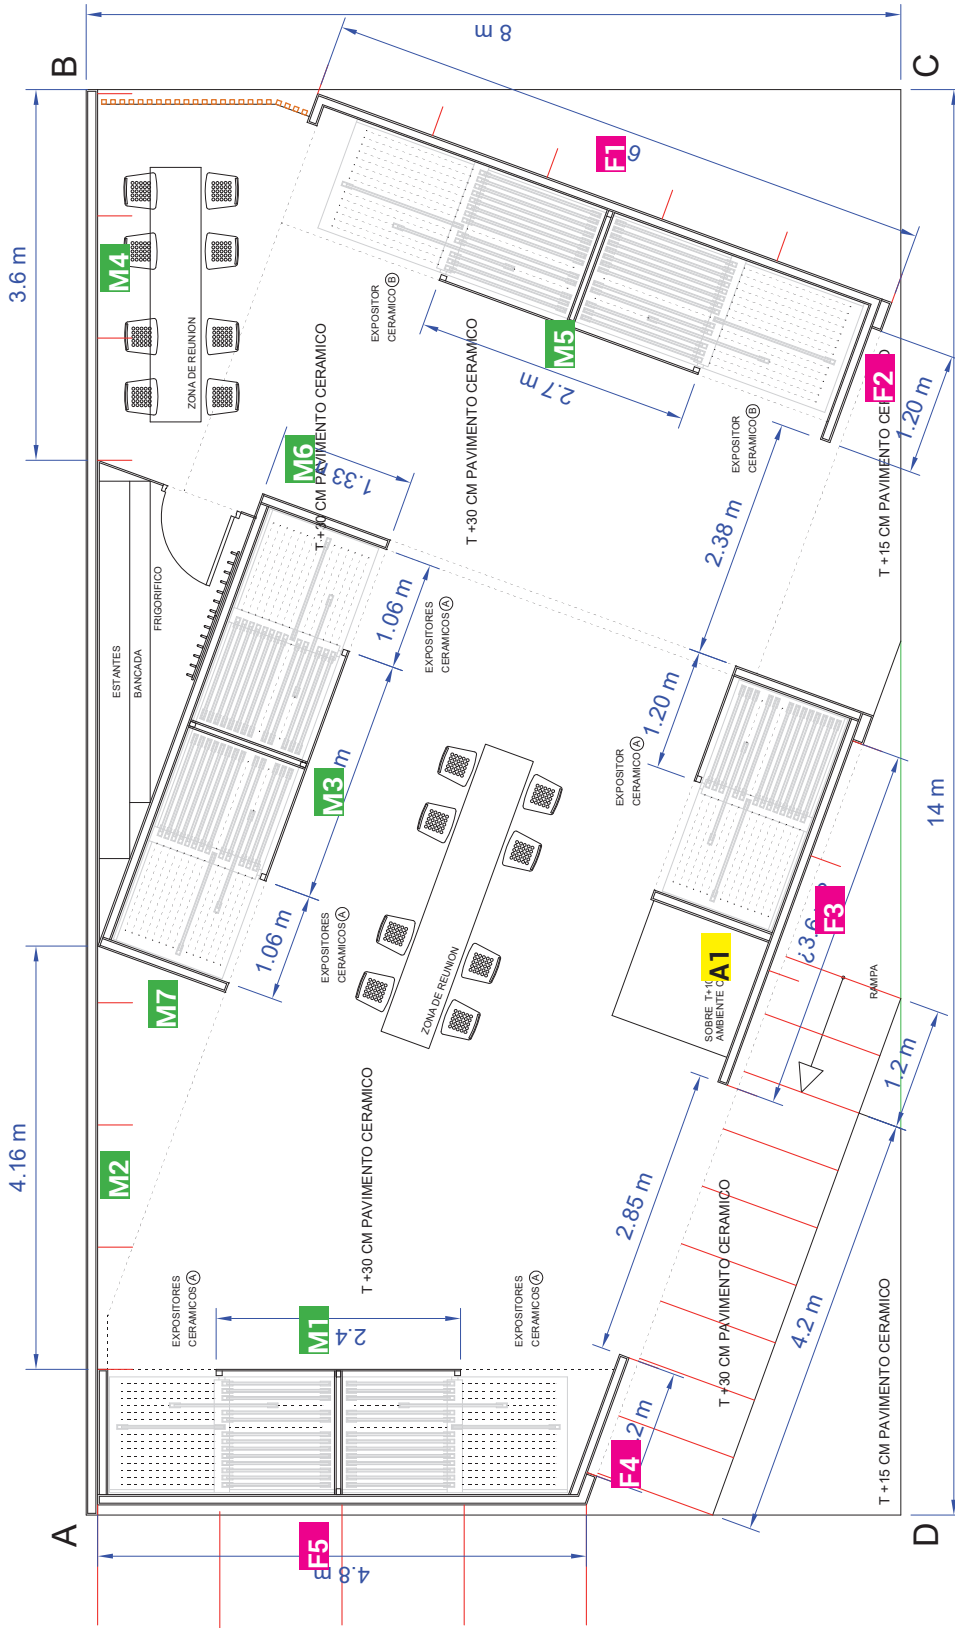 B
8 m
C
3.6 m
M4
ZONA DE REUNION
F1
6
EXPOSITOR
CERAMICO B
M5
2.7 m
T +30 CM PAVIMENTO CERAMICO
T +30 CM PAVIMENTO CERAMICO
M6
1.33
F2
1.20 m
EXPOSITOR
CERAMICO B
T +15 CM PAVIMENTO CE
2.38 m
ESTANTES
BANCADA
FRIGORIFICO
1.06 m
EXPOSITORES
CERAMICOS A
1.20 m
EXPOSITOR
CERAMICO A
M3
m
14 m
1.06 m
EXPOSITORES
CERAMICOS A
ZONA DE REUNION
A1
SOBRE T+1
AMBIENTE C
F3
¿3.6
RAMPA
1.2 m
M7
4.16 m
M2
T +30 CM PAVIMENTO CERAMICO
2.85 m
T +30 CM PAVIMENTO CERAMICO
4.2 m
T +15 CM PAVIMENTO CERAMICO
EXPOSITORES
CERAMICOS A
M1
2.4
EXPOSITORES
CERAMICOS A
F4
2 m
A
F5
4.8 m
D